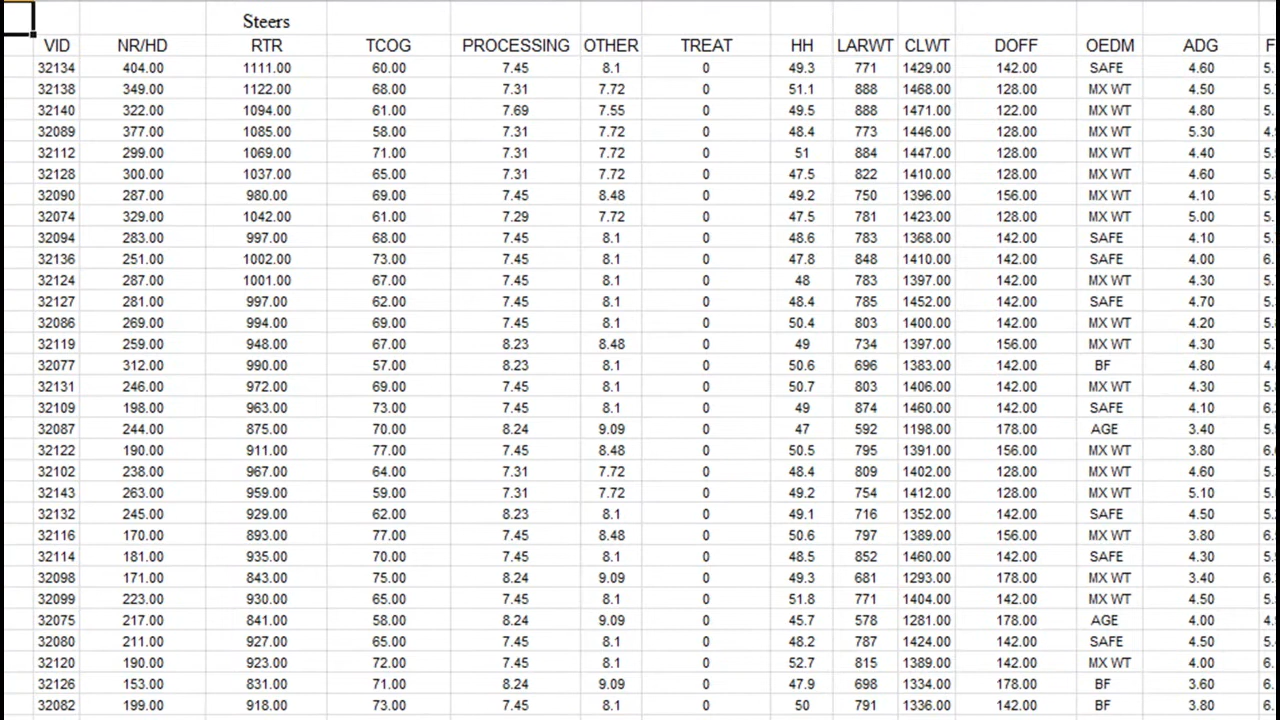 Steers
VID NR/HD RTR TCOG PROCESSING OTHER TREAT HH LARWT CLWT DOFF OEDM ADG F
32134 404.00 1111.00 60.00 7.45 8.1 0 49.3 771 1429.00 142.00 SAFE 4.60 5.
32138 349.00 1122.00 68.00 7.31 7.72 0 51.1 888 1468.00 128.00 MX WT 4.50 5.
32140 322.00 1094.00 61.00 7.69 7.55 0 49.5 888 1471.00 122.00 MX WT 4.80 5.
32089 377.00 1085.00 58.00 7.31 7.72 0 48.4 773 1446.00 128.00 MX WT 5.30 4.
32112 299.00 1069.00 71.00 7.31 7.72 0 51 884 1447.00 128.00 MX WT 4.40 5.
32128 300.00 1037.00 65.00 7.31 7.72 0 47.5 822 1410.00 128.00 MX WT 4.60 5.
32090 287.00 980.00 69.00 7.45 8.48 0 49.2 750 1396.00 156.00 MX WT 4.10 5.
32074 329.00 1042.00 61.00 7.29 7.72 0 47.5 781 1423.00 128.00 MX WT 5.00 5.
32094 283.00 997.00 68.00 7.45 8.1 0 48.6 783 1368.00 142.00 SAFE 4.10 5.
32136 251.00 1002.00 73.00 7.45 8.1 0 47.8 848 1410.00 142.00 SAFE 4.00 6.
32124 287.00 1001.00 67.00 7.45 8.1 0 48 783 1397.00 142.00 MX WT 4.30 5.
32127 281.00 997.00 62.00 7.45 8.1 0 48.4 785 1452.00 142.00 SAFE 4.70 5.
32086 269.00 994.00 69.00 7.45 8.1 0 50.4 803 1400.00 142.00 MX WT 4.20 5.
32119 259.00 948.00 67.00 8.23 8.48 0 49 734 1397.00 156.00 MX WT 4.30 5.
32077 312.00 990.00 57.00 8.23 8.1 0 50.6 696 1383.00 142.00 BF 4.80 4.
32131 246.00 972.00 69.00 7.45 8.1 0 50.7 803 1406.00 142.00 MX WT 4.30 5.
32109 198.00 963.00 73.00 7.45 8.1 0 49 874 1460.00 142.00 SAFE 4.10 6.
32087 244.00 875.00 70.00 8.24 9.09 0 47 592 1198.00 178.00 AGE 3.40 5.
32122 190.00 911.00 77.00 7.45 8.48 0 50.5 795 1391.00 156.00 MX WT 3.80 6.
32102 238.00 967.00 64.00 7.31 7.72 0 48.4 809 1402.00 128.00 MX WT 4.60 5.
32143 263.00 959.00 59.00 7.31 7.72 0 49.2 754 1412.00 128.00 MX WT 5.10 5.
32132 245.00 929.00 62.00 8.23 8.1 0 49.1 716 1352.00 142.00 SAFE 4.50 5.
32116 170.00 893.00 77.00 7.45 8.48 0 50.6 797 1389.00 156.00 MX WT 3.80 6.
32114 181.00 935.00 70.00 7.45 8.1 0 48.5 852 1460.00 142.00 SAFE 4.30 5.
32098 171.00 843.00 75.00 8.24 9.09 0 49.3 681 1293.00 178.00 MX WT 3.40 6.
32099 223.00 930.00 65.00 7.45 8.1 0 51.8 771 1404.00 142.00 MX WT 4.50 5.
32075 217.00 841.00 58.00 8.24 9.09 0 45.7 578 1281.00 178.00 AGE 4.00 4.
32080 211.00 927.00 65.00 7.45 8.1 0 48.2 787 1424.00 142.00 SAFE 4.50 5.
32120 190.00 923.00 72.00 7.45 8.1 0 52.7 815 1389.00 142.00 MX WT 4.00 6.
32126 153.00 831.00 71.00 8.24 9.09 0 47.9 698 1334.00 178.00 BF 3.60 6.
32082 199.00 918.00 73.00 7.45 8.1 0 50 791 1336.00 142.00 BF 3.80 6.